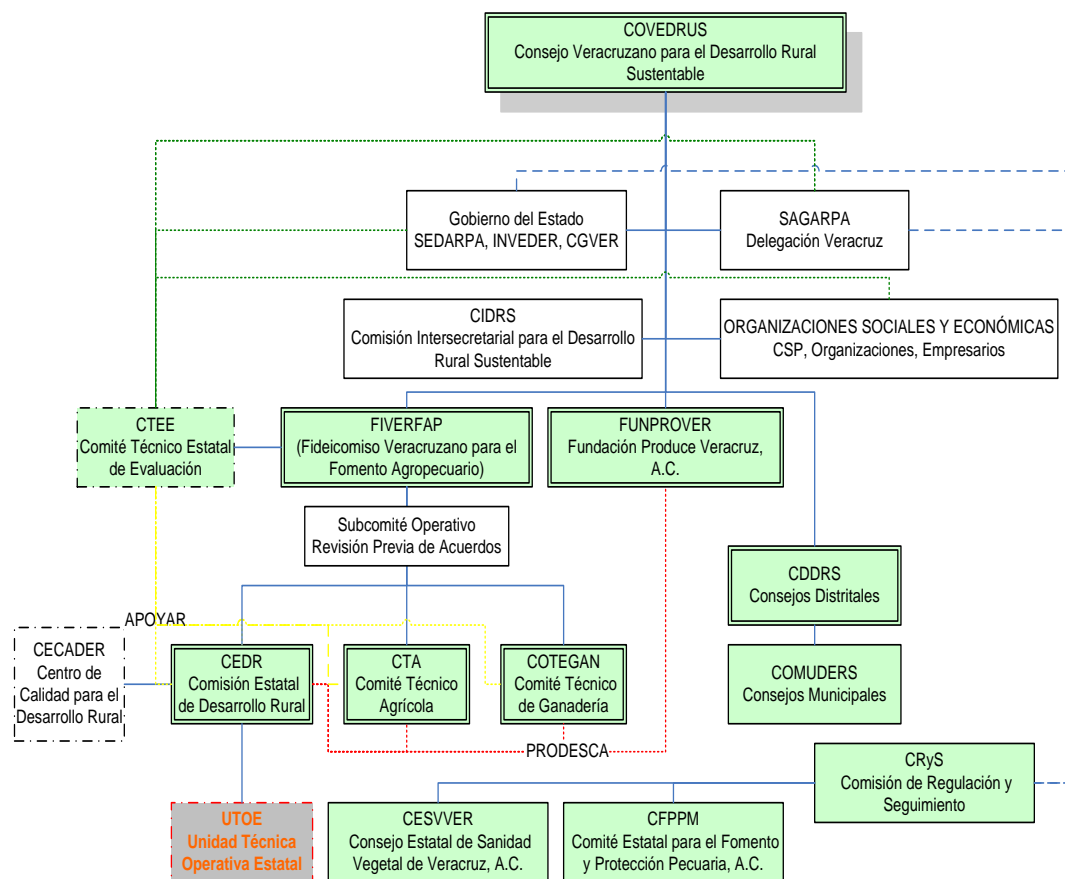 COVEDRUS
Consejo Veracruzano para el Desarrollo Rural
Sustentable
Gobierno del Estado
SEDARPA, INVEDER, CGVER
SAGARPA
Delegación Veracruz
CIDRS
Comisión Intersecretarial para el Desarrollo
Rural Sustentable
ORGANIZACIONES SOCIALES Y ECONÓMICAS
CSP, Organizaciones, Empresarios
CTEE
Comité Técnico Estatal
de Evaluación
FIVERFAP
(Fideicomiso Veracruzano para el
Fomento Agropecuario)
FUNPROVER
Fundación Produce Veracruz,
A.C.
Subcomité Operativo
Revisión Previa de Acuerdos
CDDRS
Consejos Distritales
APOYAR
CECADER
Centro de
Calidad para el
Desarrollo Rural
CEDR
Comisión Estatal
de Desarrollo Rural
CTA
Comité Técnico
Agrícola
COTEGAN
Comité Técnico
de Ganadería
COMUDERS
Consejos Municipales
PRODESCA
CRyS
Comisión de Regulación y
Seguimiento
UTOE
Unidad Técnica
Operativa Estatal
CESVVER
Consejo Estatal de Sanidad
Vegetal de Veracruz, A.C.
CFPPM
Comité Estatal para el Fomento
y Protección Pecuaria, A.C.